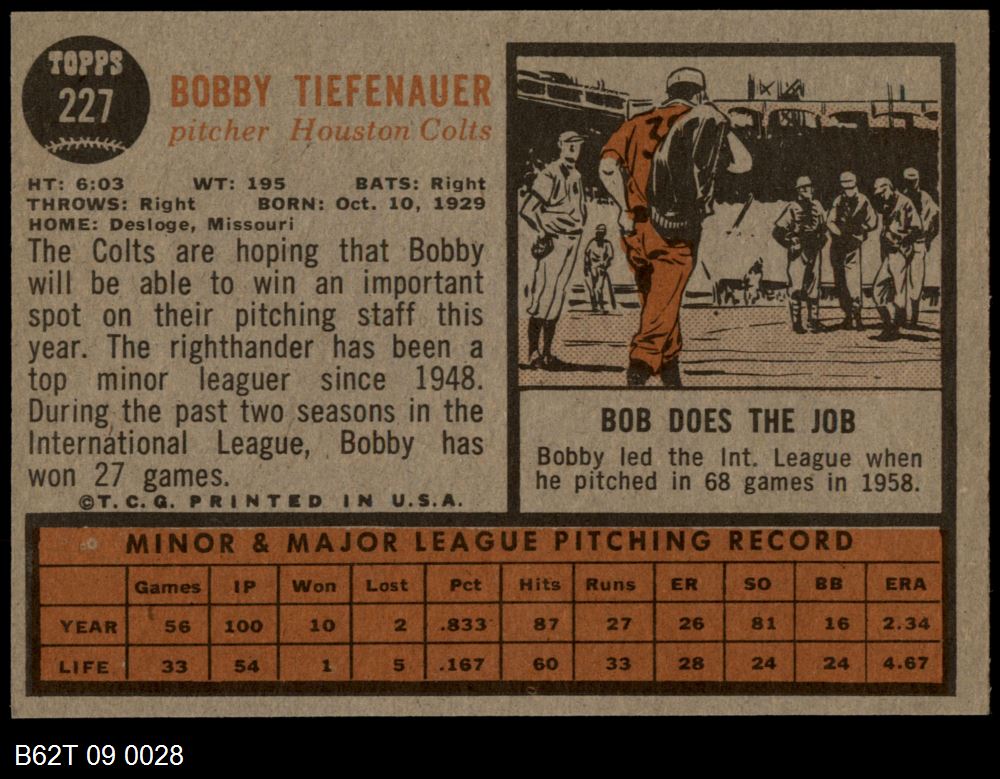 TOPPS
227
BOBBY TIEFENAUER
pitcher Houston Colts
HT: 6:03 WT: 195 BATS: Right
THROWS: Right BORN: Oct. 10, 1929
HOME: Desloge, Missouri
The Colts are hoping that Bobby
will be able to win an important
spot on their pitching staff this
year. The righthander has been a
top minor leaguer since 1948.
During the past two seasons in the
International League, Bobby has
won 27 games.
©T.C.G. PRINTED IN U.S.A.
BOB DOES THE JOB
Bobby led the Int. League when
he pitched in 68 games in 1958.
MINOR & MAJOR LEAGUE PITCHING RECORD
Games IP Won Lost Pct Hits Runs ER SO BB ERA
YEAR 56 100 10 2 .833 87 27 26 81 16 2.34
LIFE 33 54 1 5 .167 60 33 28 24 24 4.67
B62T 09 0028